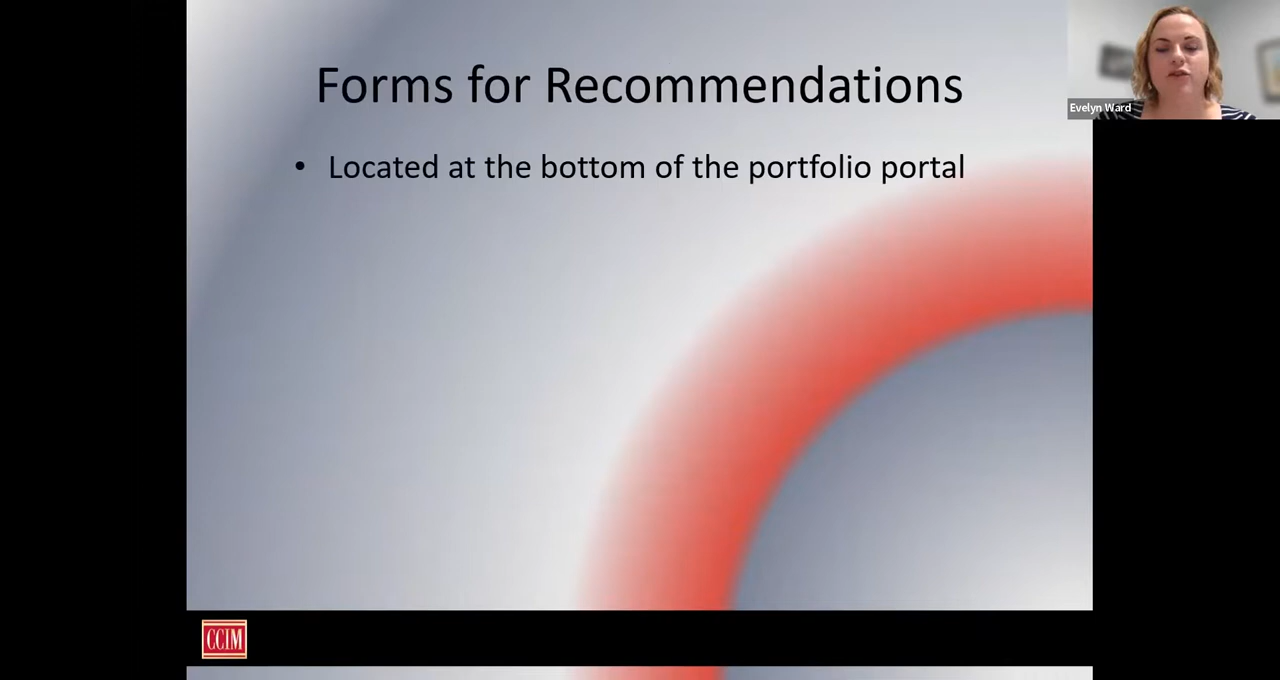 Forms for Recommendations
Evelyn Ward
• Located at the bottom of the portfolio portal
CCIM